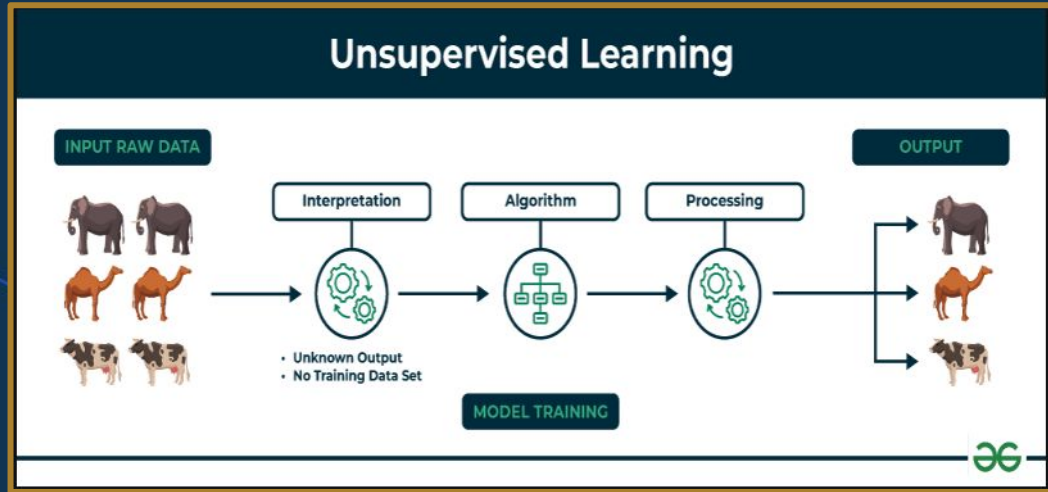 Unsupervised Learning
INPUT RAW DATA
OUTPUT
Interpretation
Algorithm
Processing
• Unknown Output
• No Training Data Set
MODEL TRAINING